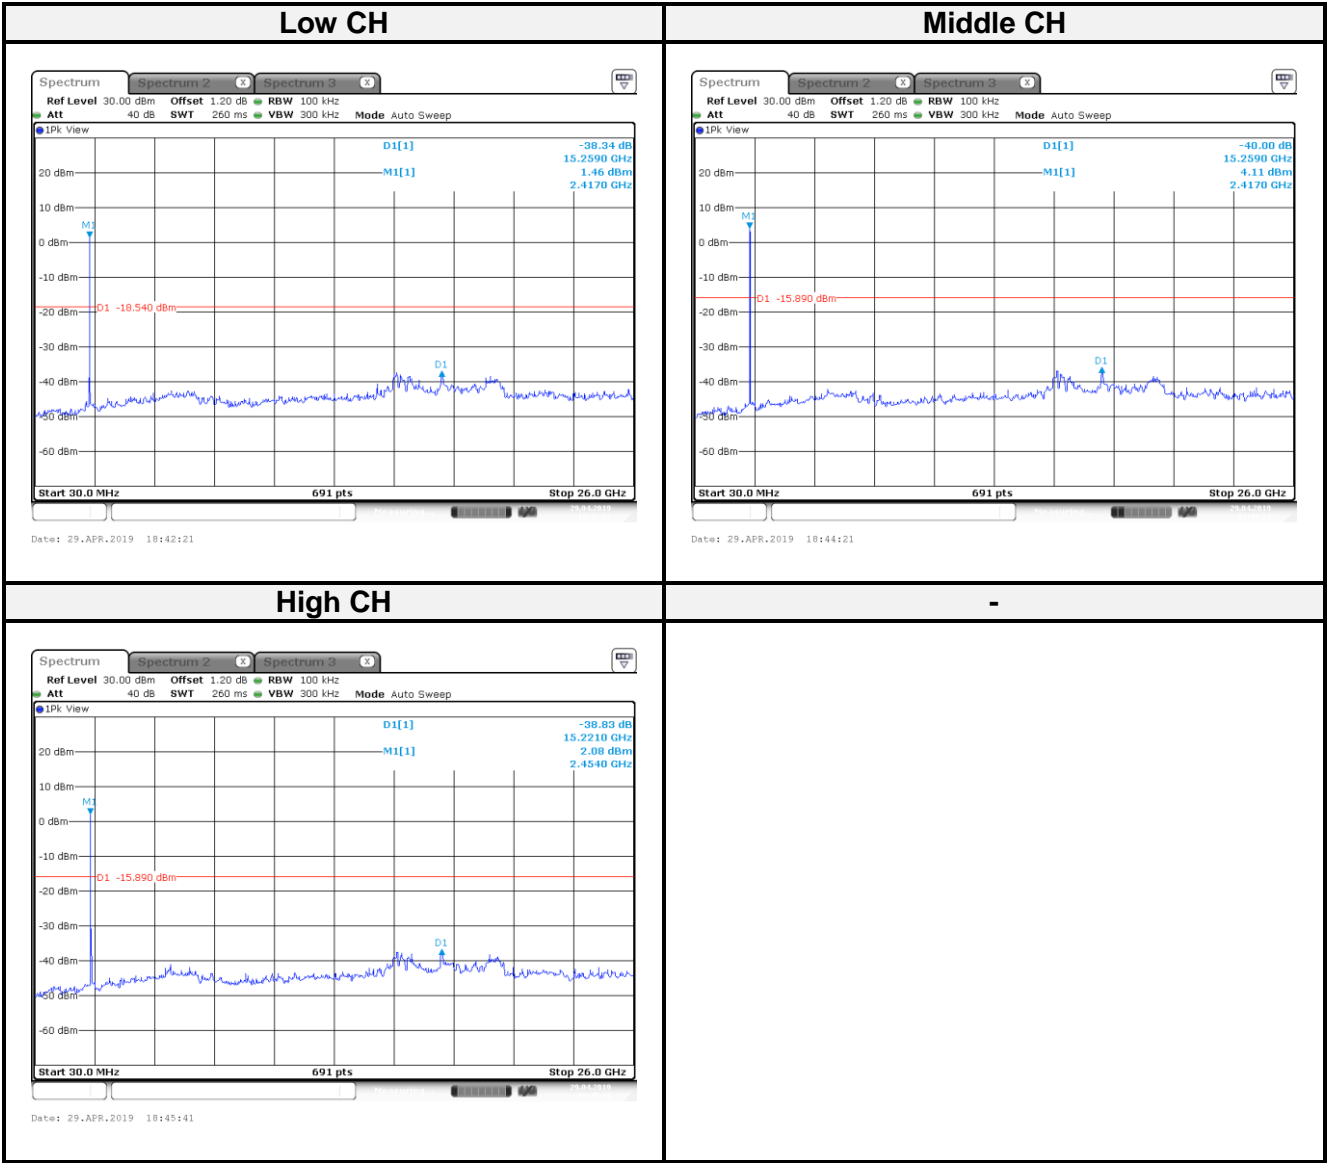 Low CH
Middle CH
Spectrum Spectrum 2 X Spectrum 3 X
Ref Level 30.00 dBm Offset 1.20 dB RBW 100 kHz
Att 40 dB SWT 260 ms VBW 300 kHz Mode Auto Sweep
1Pk View
D1[1] -38.34 dB
15.2590 GHz
20 dBm M1[1] 1.46 dBm
2.4170 GHz
10 dBm
M1
0 dBm
-10 dBm
D1 -18.540 dBm
-20 dBm
-30 dBm
D1
-40 dBm
-50 dBm
-60 dBm
Start 30.0 MHz 691 pts Stop 26.0 GHz
29.04.2019
Date: 29.APR.2019 18:42:21
Spectrum Spectrum 2 X Spectrum 3 X
Ref Level 30.00 dBm Offset 1.20 dB RBW 100 kHz
Att 40 dB SWT 260 ms VBW 300 kHz Mode Auto Sweep
1Pk View
D1[1] -40.00 dB
15.2590 GHz
20 dBm M1[1] 4.11 dBm
2.4170 GHz
10 dBm
M1
0 dBm
-10 dBm
D1 -15.890 dBm
-20 dBm
-30 dBm
D1
-40 dBm
-50 dBm
-60 dBm
Start 30.0 MHz 691 pts Stop 26.0 GHz
29.04.2019
Date: 29.APR.2019 18:44:21
High CH
-
Spectrum Spectrum 2 X Spectrum 3 X
Ref Level 30.00 dBm Offset 1.20 dB RBW 100 kHz
Att 40 dB SWT 260 ms VBW 300 kHz Mode Auto Sweep
1Pk View
D1[1] -38.83 dB
15.2210 GHz
20 dBm M1[1] 2.08 dBm
2.4540 GHz
10 dBm
M1
0 dBm
-10 dBm
D1 -15.890 dBm
-20 dBm
-30 dBm
D1
-40 dBm
-50 dBm
-60 dBm
Start 30.0 MHz 691 pts Stop 26.0 GHz
29.04.2019
Date: 29.APR.2019 18:45:41